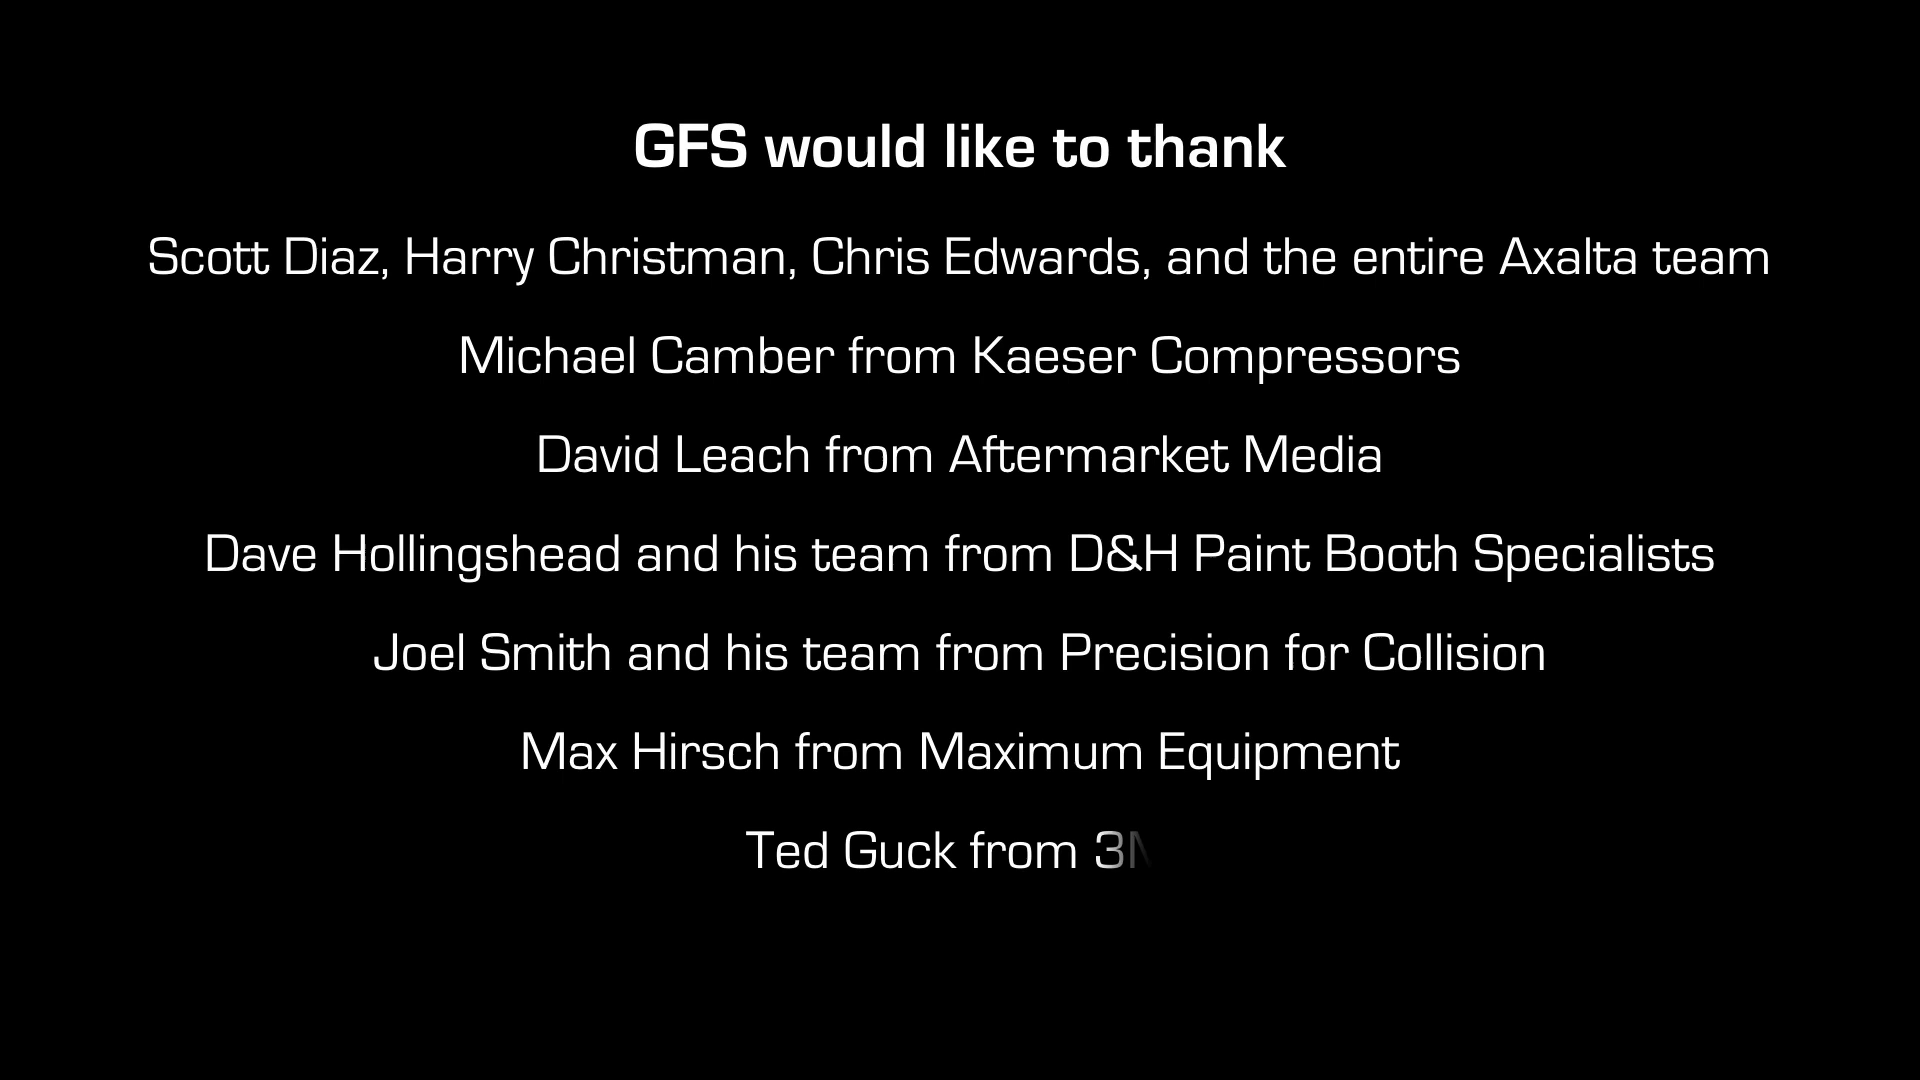 GFS would like to thank
Scott Diaz, Harry Christman, Chris Edwards, and the entire Axalta team
Michael Camber from Kaeser Compressors
David Leach from Aftermarket Media
Dave Hollingshead and his team from D&H Paint Booth Specialists
Joel Smith and his team from Precision for Collision
Max Hirsch from Maximum Equipment
Ted Guck from 3M